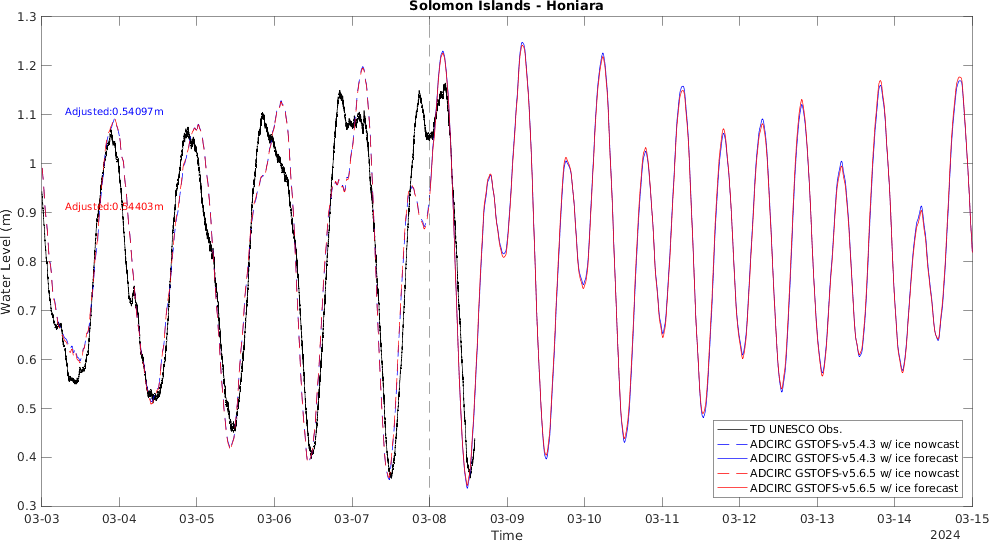 Solomon Islands - Honiara
1.3
1.2
1.1
1
0.9
0.8
0.7
0.6
0.5
0.4
0.3
Water Level (m)
Adjusted:0.54097m
Adjusted:0.54403m
TD UNESCO Obs.
ADCIRC GSTOFS-v5.4.3 w/ ice nowcast
ADCIRC GSTOFS-v5.4.3 w/ ice forecast
ADCIRC GSTOFS-v5.6.5 w/ ice nowcast
ADCIRC GSTOFS-v5.6.5 w/ ice forecast
03-03 03-04 03-05 03-06 03-07 03-08 03-09 03-10 03-11 03-12 03-13 03-14 03-15
Time
2024